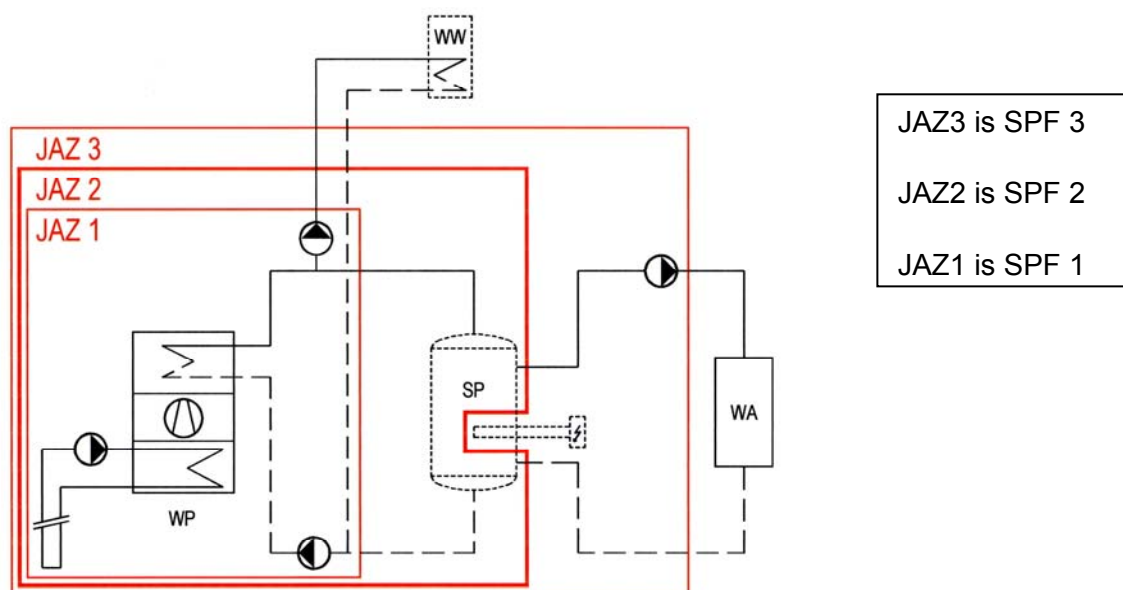 WW
JAZ 3
JAZ 2
JAZ 1
SP
WA
WP
JAZ3 is SPF 3
JAZ2 is SPF 2
JAZ1 is SPF 1